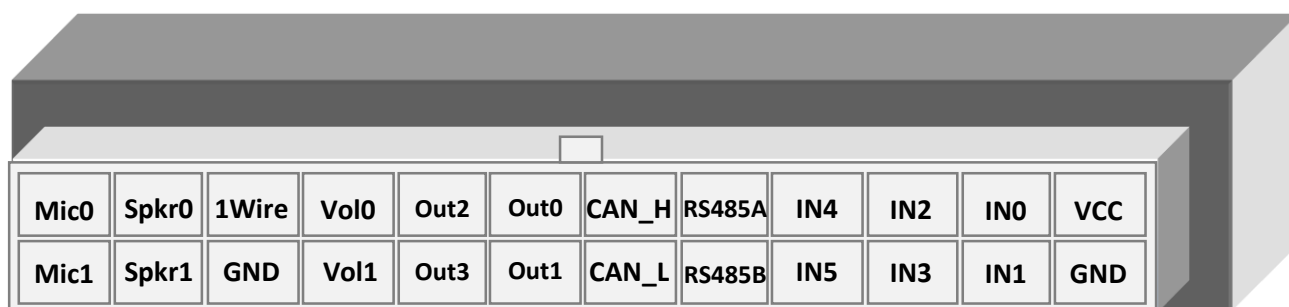 Mic0 Spkr0 1Wire Vol0 Out2 Out0 CAN_H RS485A IN4 IN2 IN0 VCC
Mic1 Spkr1 GND Vol1 Out3 Out1 CAN_L RS485B IN5 IN3 IN1 GND